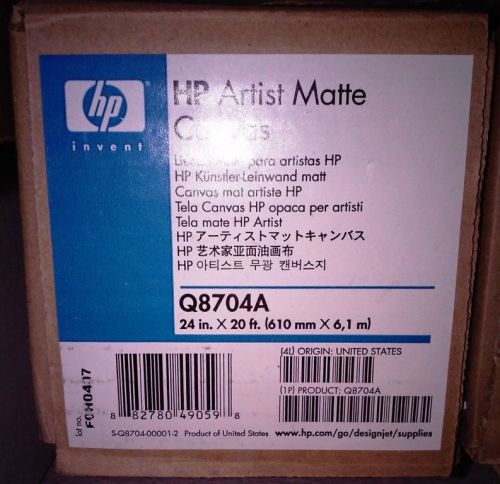 hp
invent
HP Artist Matte
Canvas
para artistas HP
HP Künstler-Leinwand matt
Canvas mat artiste HP
Tela Canvas HP opaca per artisti
Tela mate HP Artist
HP アーティストマットキャンバス
HP 艺术家亚面油画布
HP 아티스트 무광 캔버스지
Q8704A
24 in. X 20 ft. (610 mm X 6,1 m)
(4L) ORIGIN: UNITED STATES
(1P) PRODUCT: Q8704A
lot no.
8 82780 49059 8
S-Q8704-00001-2 Product of United States
www.hp.com/go/designjet/supplies